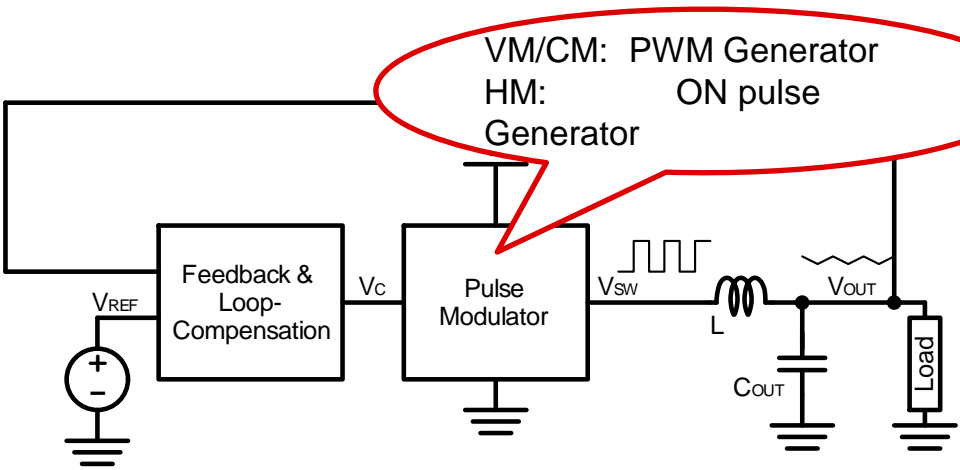 VM/CM: PWM Generator
HM: ON pulse
Generator
Feedback &
Loop-
Compensation
VREF
+
−
VC
Pulse
Modulator
VSW
L
VOUT
COUT
Load